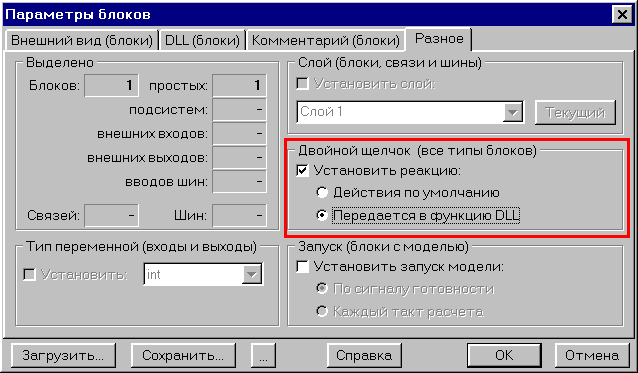 Параметры блоков
Внешний вид (блоки) DLL (блоки) Комментарий (блоки) Разное
Выделено
Блоков: 1 простых: 1
подсистем: -
внешних входов: -
внешних выходов: -
вводов шин: -
Связей: - Шин: -
Тип переменной (входы и выходы)
Установить: int
Слой (блоки, связи и шины)
Установить слой:
Слой 1 Текущий
Двойной щелчок (все типы блоков)
Установить реакцию:
Действия по умолчанию
Передается в функцию DLL
Запуск (блоки с моделью)
Установить запуск модели:
По сигналу готовности
Каждый такт расчета
Загрузить... Сохранить... ... Справка OK Отмена